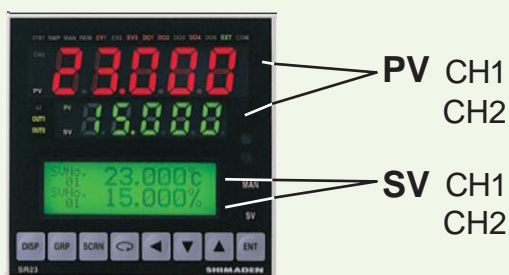 STBY RMP MAN REM EV1 EV2 EV3 DO1 DO2 DO3 DO4 DO5 EXT COM
CH1
23.000
PV
PV
OUT1
OUT2
SV
15.000
SVNo. 23.000℃
01
SVNo. 15.000%
01
MAN
SV
DISP GRP SCRN ENT
SR23 SHIMADEN
PV CH1
CH2
SV CH1
CH2